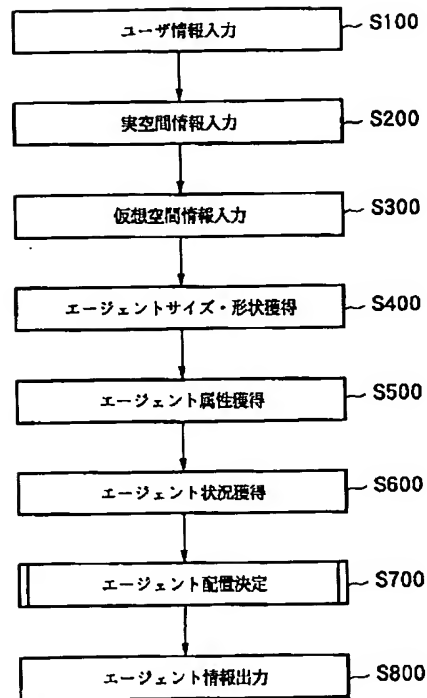 ユーザ情報入力 S100
実空間情報入力 S200
仮想空間情報入力 S300
エージェントサイズ・形状獲得 S400
エージェント属性獲得 S500
エージェント状況獲得 S600
エージェント配置決定 S700
エージェント情報出力 S800